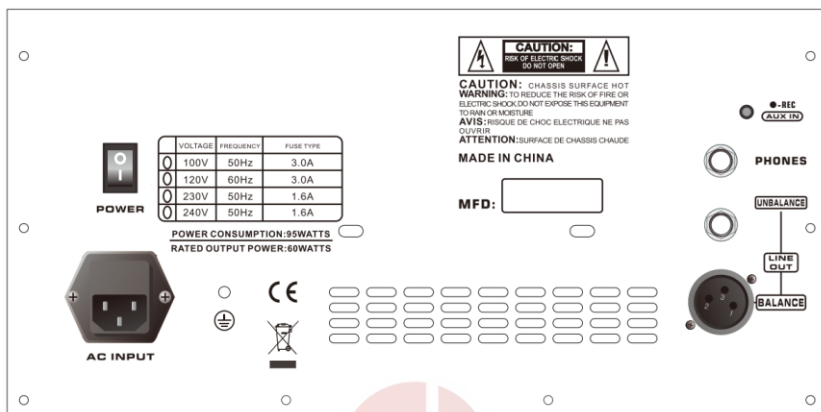 CAUTION:
RISK OF ELECTRIC SHOCK
DO NOT OPEN
CAUTION: CHASSIS SURFACE HOT
WARNING: TO REDUCE THE RISK OF FIRE OR
ELECTRIC SHOCK.DO NOT EXPOSE THIS EQUIPMENT
TO RAIN OR MOISTURE
AVIS:RISQUE DE CHOC ELECTRIQUE NE PAS
OUVRIR
ATTENTION:SURFACE DE CHASSIS CHAUDE
MADE IN CHINA
MFD:
●-REC
AUX IN
PHONES
UNBALANCE
LINE
OUT
BALANCE
2 3 1
I
O
POWER
VOLTAGE FREQUENCY FUSE TYPE
100V 50Hz 3.0A
120V 60Hz 3.0A
230V 50Hz 1.6A
240V 50Hz 1.6A
POWER CONSUMPTION:95WATTS
RATED OUTPUT POWER:60WATTS
CE
AC INPUT